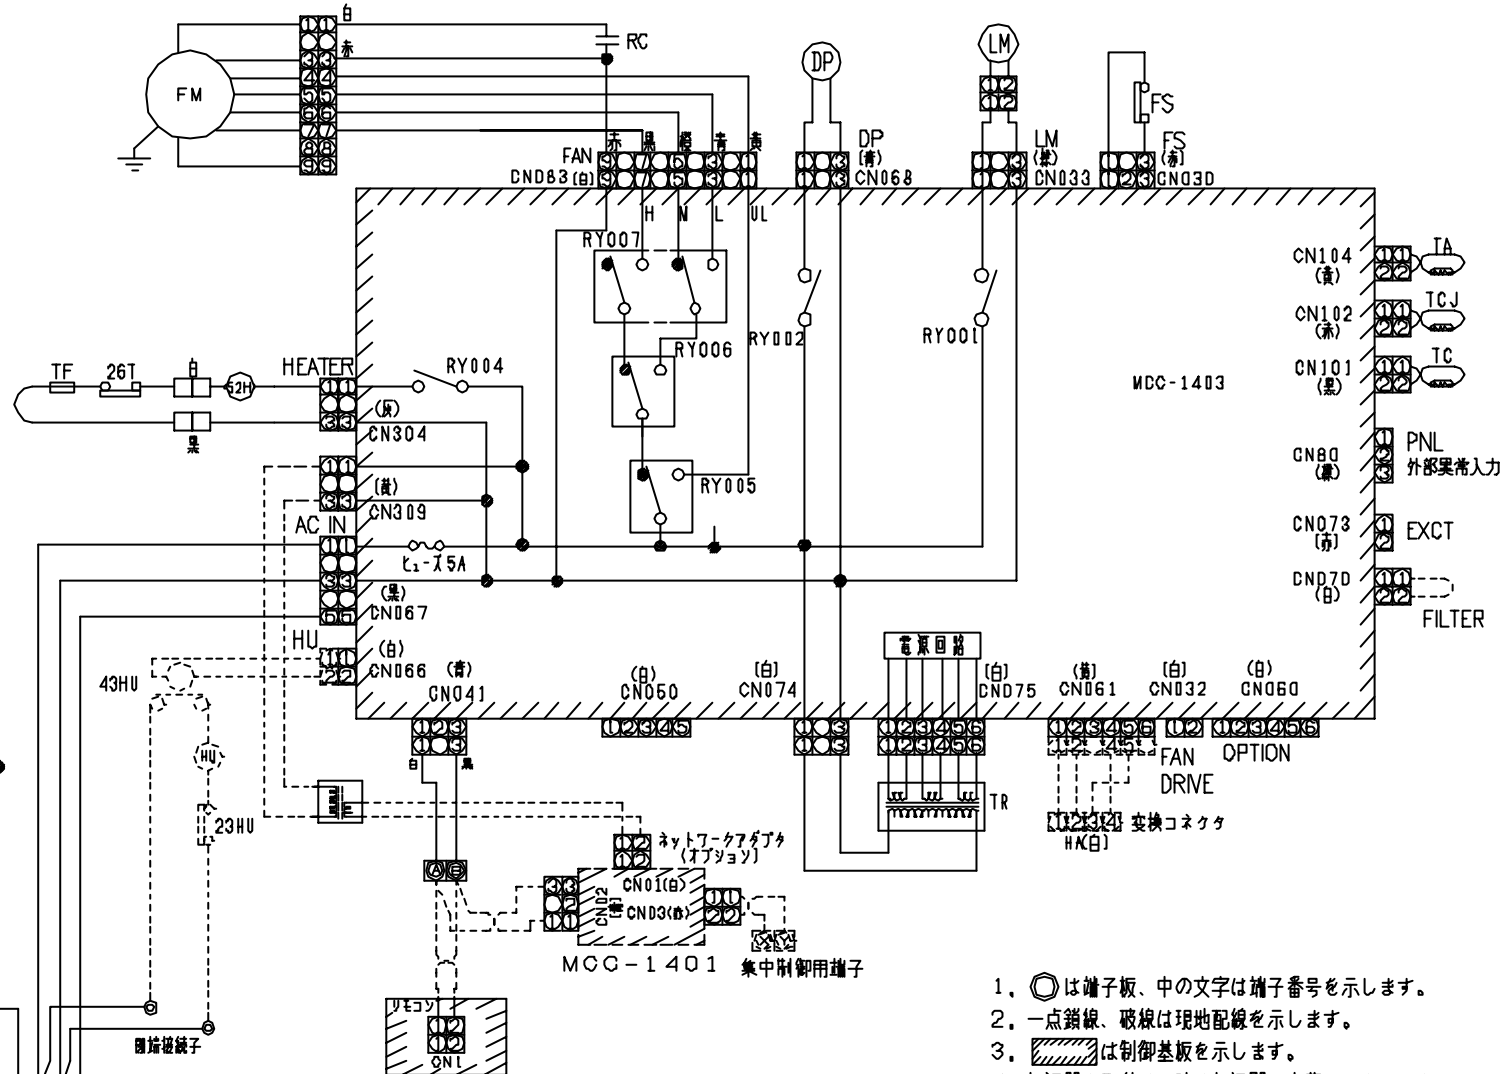 白
赤
RC
FM
DP
LM
FS
赤 黒 橙 青 黄
FAN
CN083(白)
DP
(青)
CN068
LM
(緑)
CN033
FS
(赤)
CN030
H M L UL
RY007
RY006
RY005
RY002
RY001
RY004
MCC-1403
TF
26T
白
52H
黒
HEATER
(灰)
CN304
(黄)
CN309
AC IN
ヒューズ5A
(黒)
CN067
HU
(白)
CN066
43HU
HU
23HU
CN104
(黄)
TA
CN102
(赤)
TCJ
CN101
(黒)
TC
CN80
(緑)
PNL
外部異常入力
CN073
(赤)
EXCT
CN070
(白)
FILTER
電源回路
(青)
CN041
(白)
CN050
(白)
CN074
(白)
CN075
(黄)
CN061
(白)
CN032
(白)
CN060
白
黒
FAN
DRIVE
OPTION
TR
変換コネクタ
HA(白)
ネットワークアダプタ
(オプション)
A B
CN01(白)
CN02
(青)
CN03(赤)
X Y
MCC-1401
集中制御用端子
リモコン
CN1
閉端接続子
1. ◎は端子板、中の文字は端子番号を示します。
2. 一点鎖線、破線は現地配線を示します。
3. は制御基板を示します。